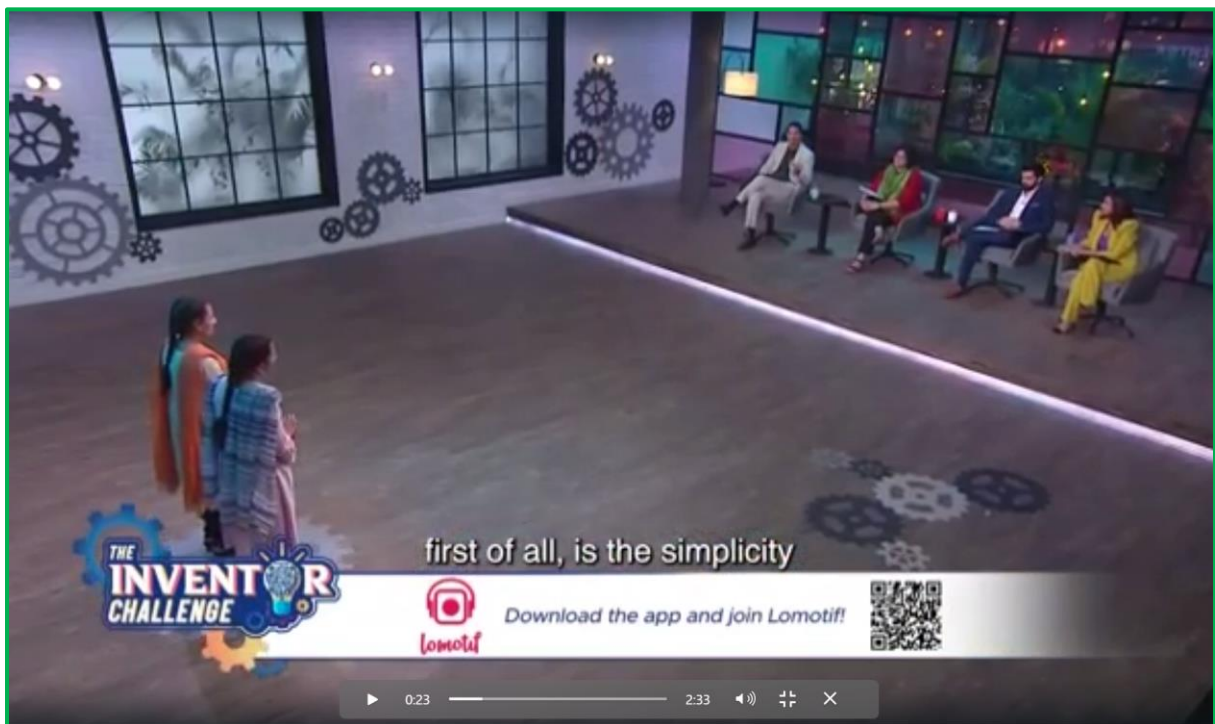 first of all, is the simplicity
THE
INVENTOR
CHALLENGE
lomotif
Download the app and join Lomotif!
0:23
2:33